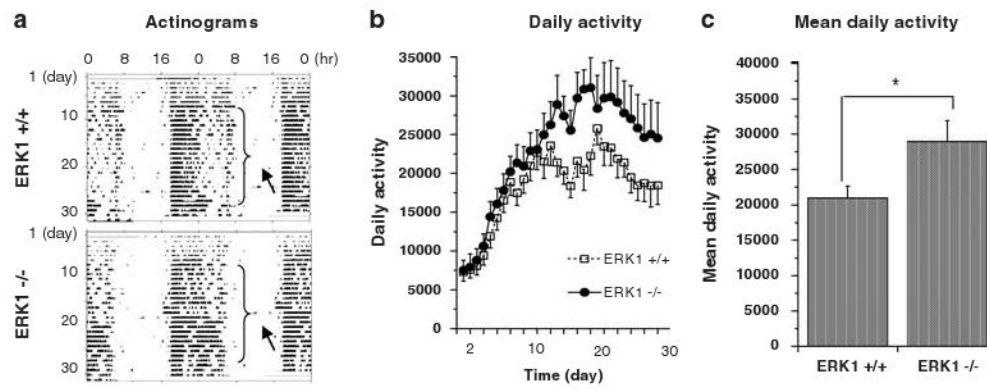 a Actinograms
0 8 16 0 8 16 0 (hr)
1 (day)
10
20
30
ERK1 +/+
1 (day)
10
20
30
ERK1 -/-
b Daily activity
35000
30000
25000
20000
15000
10000
5000
0
Daily activity
ERK1 +/+
ERK1 -/-
2 10 20 30
Time (day)
c Mean daily activity
40000
35000
30000
25000
20000
15000
10000
5000
0
Mean daily activity
*
ERK1 +/+ ERK1 -/-